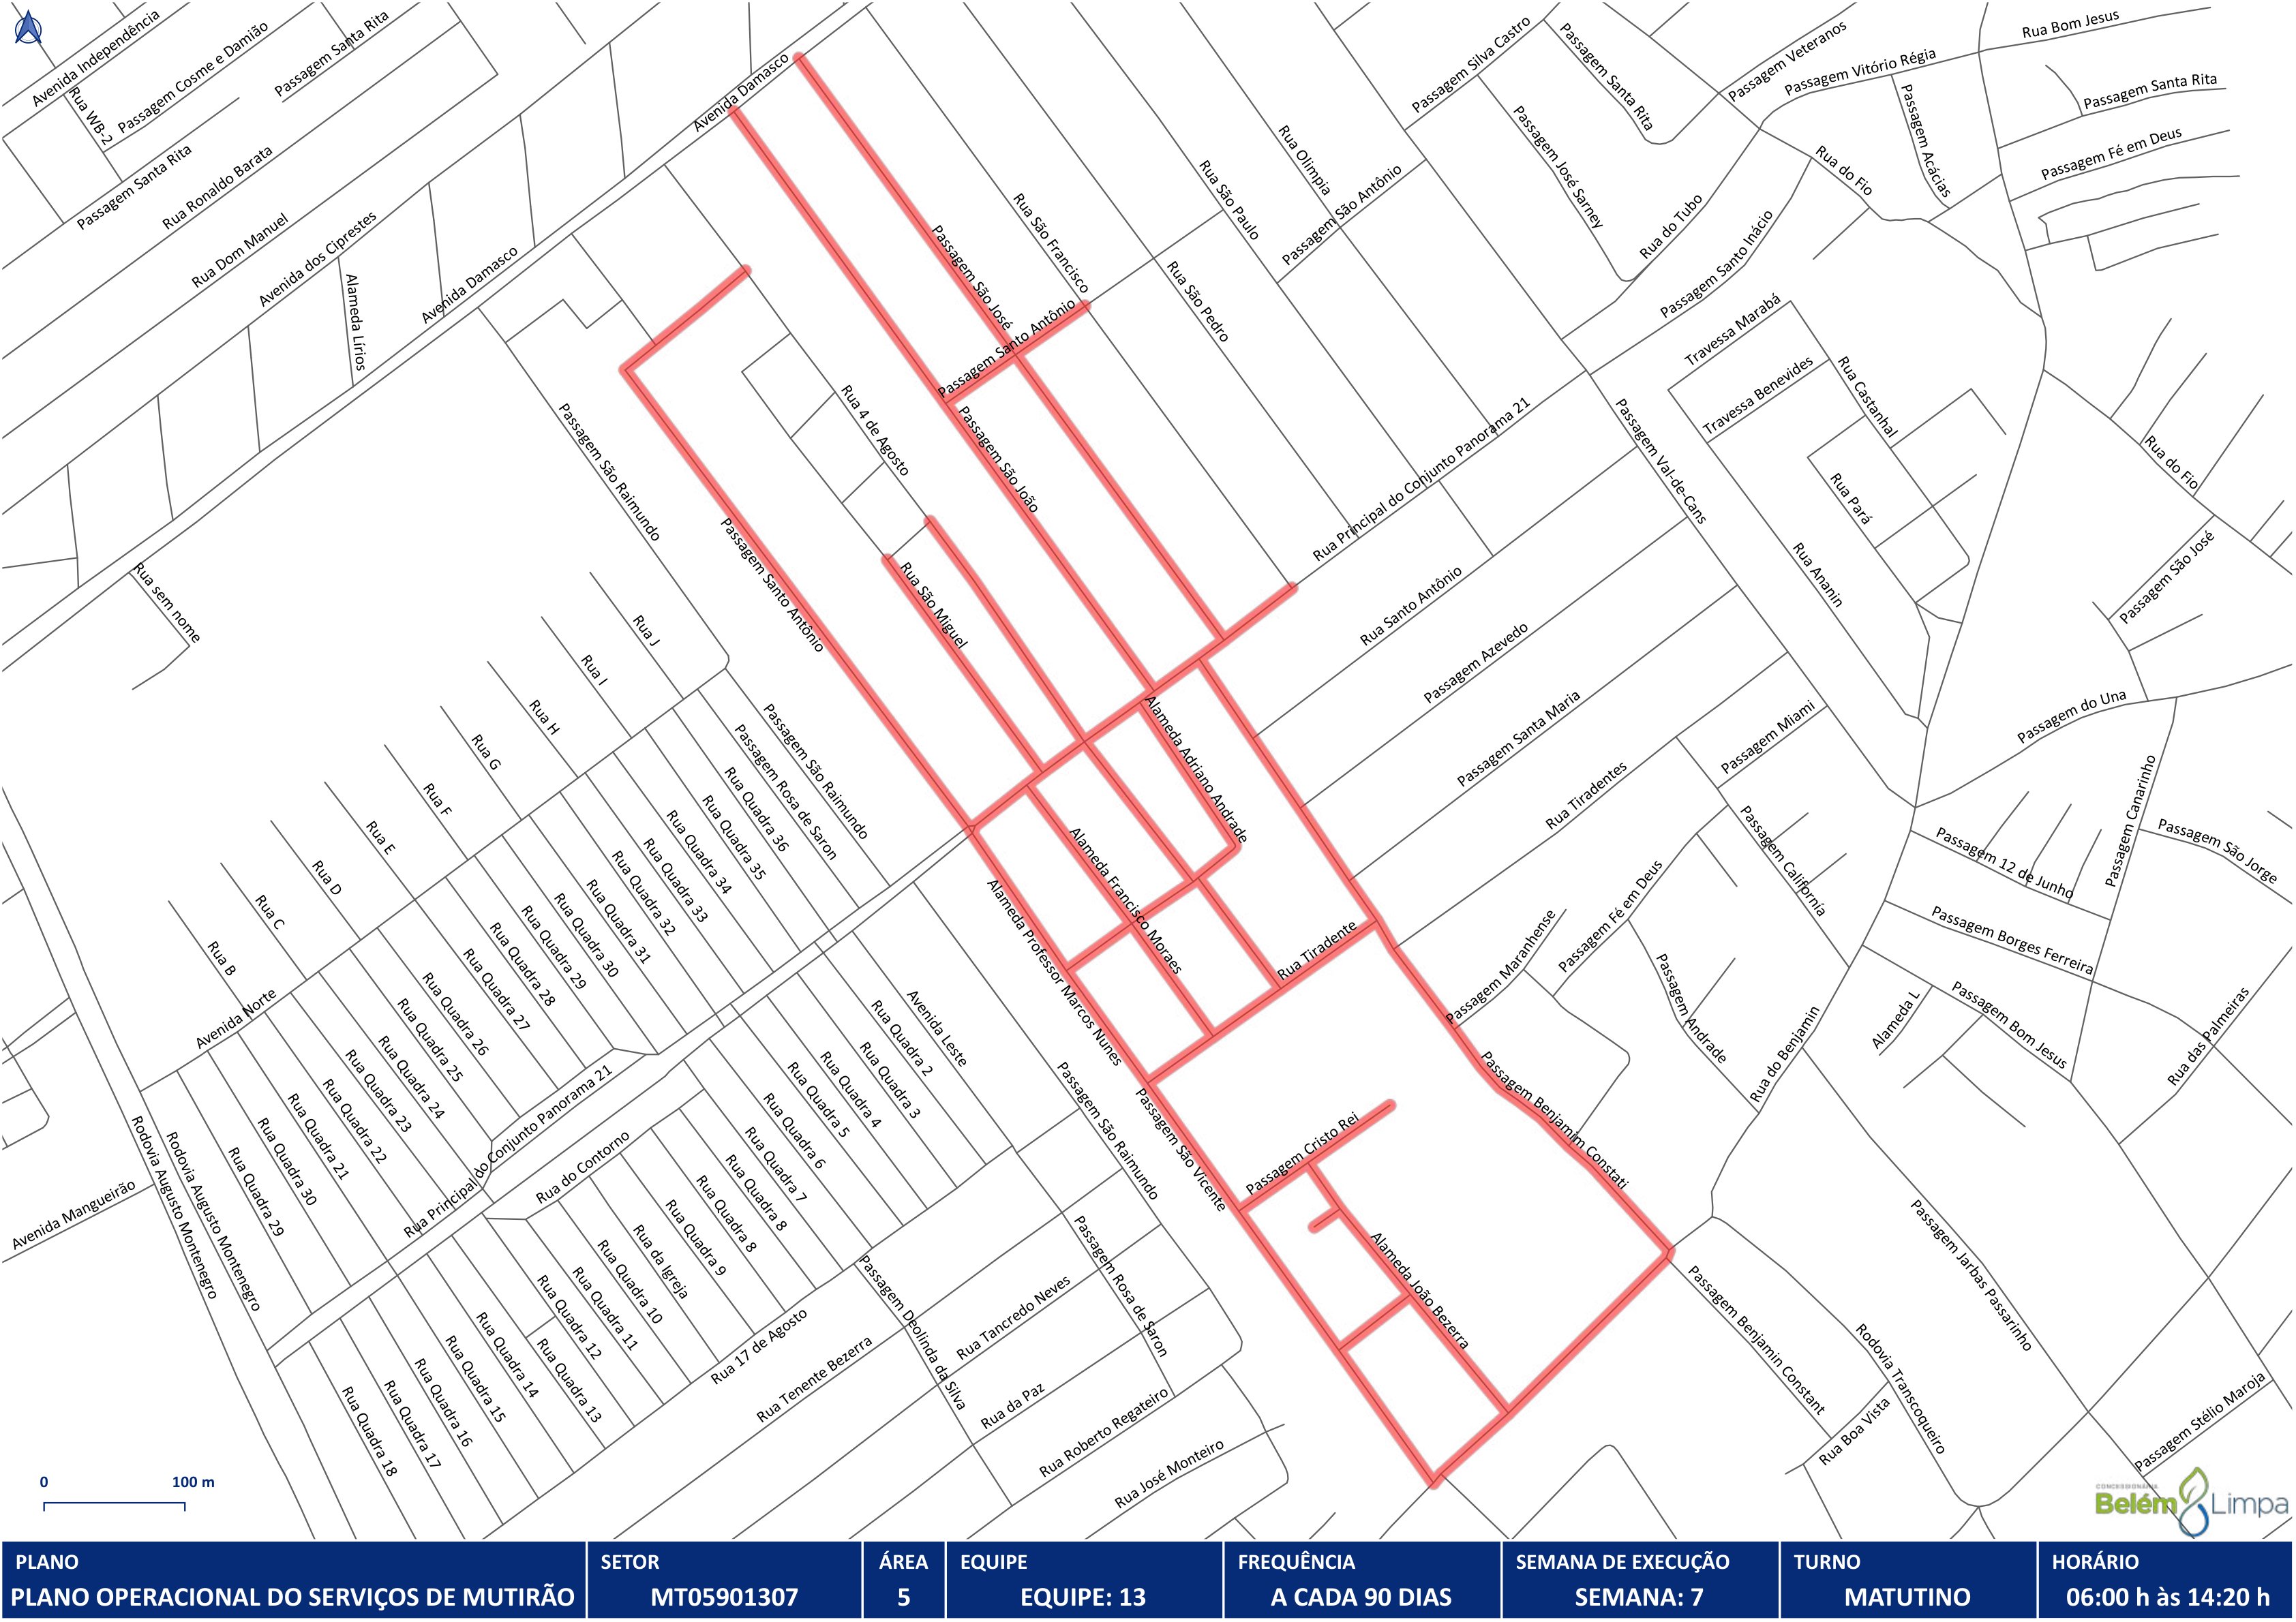 Avenida Independência
Passagem Cosme e Damião
Passagem Santa Rita
Rua WB-2
Passagem Santa Rita
Rua Ronaldo Barata
Rua Dom Manuel
Avenida dos Ciprestes
Alameda Lírios
Avenida Damasco
Avenida Damasco
Passagem Silva Castro
Passagem Santa Rita
Passagem Veteranos
Passagem Vitório Régia
Rua Bom Jesus
Passagem Santa Rita
Passagem Fé em Deus
Passagem Acácias
Rua do Fio
Passagem José Sarney
Rua do Tubo
Passagem Santo Inácio
Rua Olimpia
Passagem São Antônio
Rua São Paulo
Rua São Francisco
Rua São Pedro
Passagem São José
Passagem Santo Antônio
Passagem São João
Rua 4 de Agosto
Passagem São Raimundo
Passagem Santo Antônio
Rua São Miguel
Rua Principal do Conjunto Panorama 21
Travessa Marabá
Travessa Benevides
Rua Castanhal
Rua Pará
Passagem Val-de-Cans
Rua Ananin
Rua do Fio
Passagem São José
Passagem do Una
Rua Santo Antônio
Passagem Azevedo
Passagem Santa Maria
Rua Tiradentes
Passagem Miami
Passagem Califórnia
Passagem Canarinho
Passagem São Jorge
Passagem 12 de Junho
Passagem Borges Ferreira
Passagem Bom Jesus
Alameda L
Rua das Palmeiras
Rua do Benjamin
Passagem Fé em Deus
Passagem Maranhense
Passagem Andrade
Rua sem nome
Rua J
Rua I
Rua H
Rua G
Rua F
Rua E
Rua D
Rua C
Rua B
Avenida Norte
Passagem São Raimundo
Passagem Rosa de Saron
Rua Quadra 36
Rua Quadra 35
Rua Quadra 34
Rua Quadra 33
Rua Quadra 32
Rua Quadra 31
Rua Quadra 30
Rua Quadra 29
Rua Quadra 28
Rua Quadra 27
Rua Quadra 26
Rua Quadra 25
Rua Quadra 24
Rua Quadra 23
Rua Quadra 22
Rua Quadra 21
Rua Quadra 30
Rua Quadra 29
Alameda Adriano Andrade
Alameda Francisco Moraes
Alameda Professor Marcos Nunes
Rua Tiradente
Passagem São Vicente
Passagem Cristo Rei
Alameda João Bezerra
Passagem Benjamim Constati
Passagem Benjamin Constant
Rua Boa Vista
Rodovia Transcoqueiro
Passagem Jarbas Passarinho
Passagem Stélio Maroja
Avenida Leste
Rua Quadra 2
Rua Quadra 3
Rua Quadra 4
Rua Quadra 5
Rua Quadra 6
Rua Quadra 7
Rua Quadra 8
Rua Quadra 8
Rua Quadra 9
Rua da Igreja
Rua Quadra 10
Rua Quadra 11
Rua Quadra 12
Rua Quadra 13
Rua Quadra 14
Rua Quadra 15
Rua Quadra 16
Rua Quadra 17
Rua Quadra 18
Rua Principal do Conjunto Panorama 21
Rua do Contorno
Rodovia Augusto Montenegro
Rodovia Augusto Montenegro
Avenida Mangueirão
Rua 17 de Agosto
Passagem Deolinda da Silva
Passagem São Raimundo
Passagem Rosa de Saron
Rua Tenente Bezerra
Rua Tancredo Neves
Rua da Paz
Rua Roberto Regateiro
Rua José Monteiro
0 100 m
CONCESSIONÁRIA
Belém Limpa
PLANO
PLANO OPERACIONAL DO SERVIÇOS DE MUTIRÃO
SETOR
MT05901307
ÁREA
5
EQUIPE
EQUIPE: 13
FREQUÊNCIA
A CADA 90 DIAS
SEMANA DE EXECUÇÃO
SEMANA: 7
TURNO
MATUTINO
HORÁRIO
06:00 h às 14:20 h